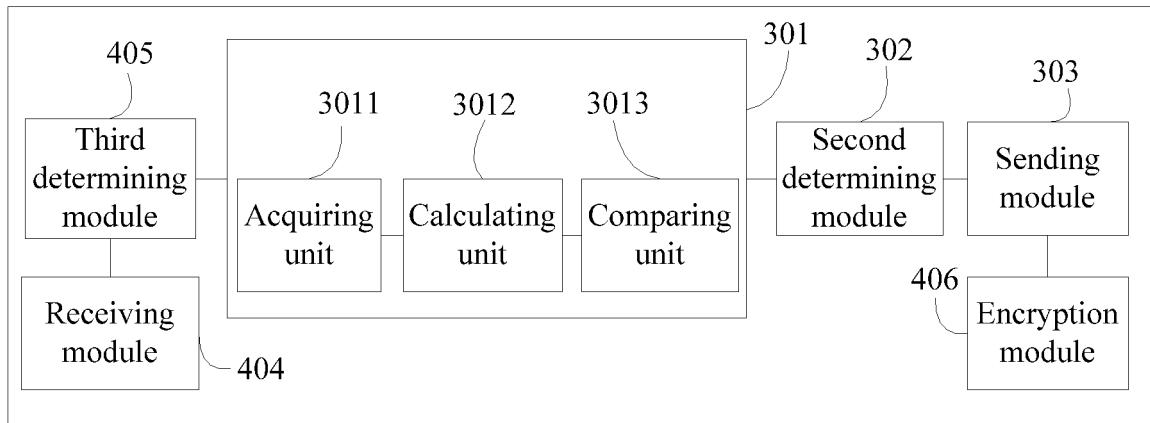 405
Third
determining
module
Receiving
module
404
301
3011
3012
3013
Acquiring
unit
Calculating
unit
Comparing
unit
302
Second
determining
module
303
Sending
module
406
Encryption
module